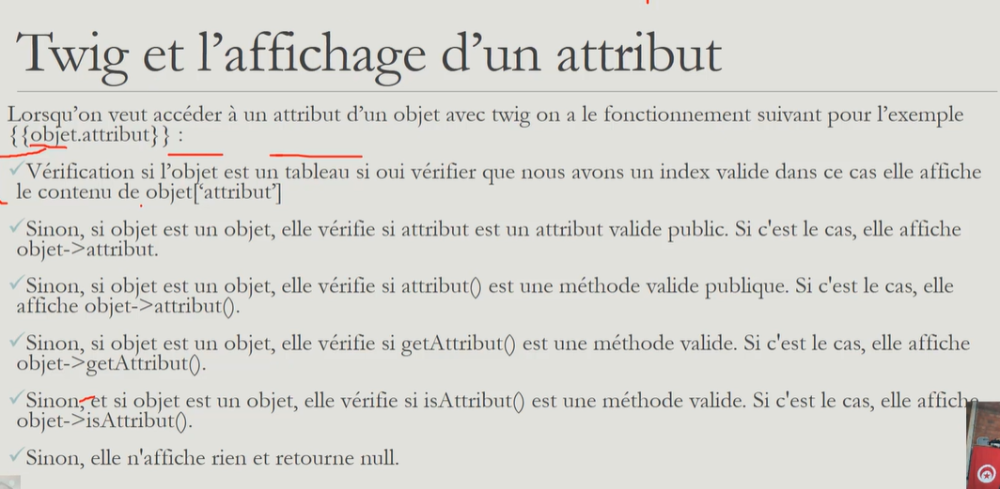 Twig et l’affichage d’un attribut
Lorsqu’on veut accéder à un attribut d’un objet avec twig on a le fonctionnement suivant pour l’exemple
{{objet.attribut}} :
✓Vérification si l’objet est un tableau si oui vérifier que nous avons un index valide dans ce cas elle affiche
le contenu de objet[‘attribut’]
✓Sinon, si objet est un objet, elle vérifie si attribut est un attribut valide public. Si c'est le cas, elle affiche
objet->attribut.
✓Sinon, si objet est un objet, elle vérifie si attribut() est une méthode valide publique. Si c'est le cas, elle
affiche objet->attribut().
✓Sinon, si objet est un objet, elle vérifie si getAttribut() est une méthode valide. Si c'est le cas, elle affiche
objet->getAttribut().
✓Sinon, et si objet est un objet, elle vérifie si isAttribut() est une méthode valide. Si c'est le cas, elle affiche
objet->isAttribut().
✓Sinon, elle n'affiche rien et retourne null.